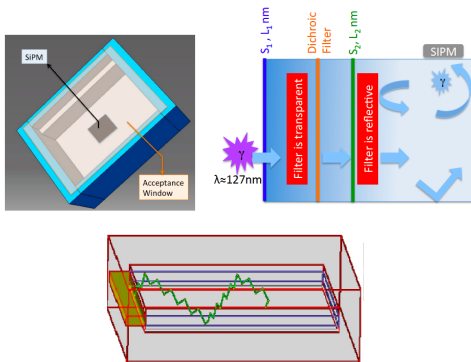 SiPM
Acceptance
Window
S₁ , L₁ nm
Dichroic
Filter
S₂, L₂ nm
SIPM
γ
λ≈127nm
Filter is transparent
Filter is reflective
γ